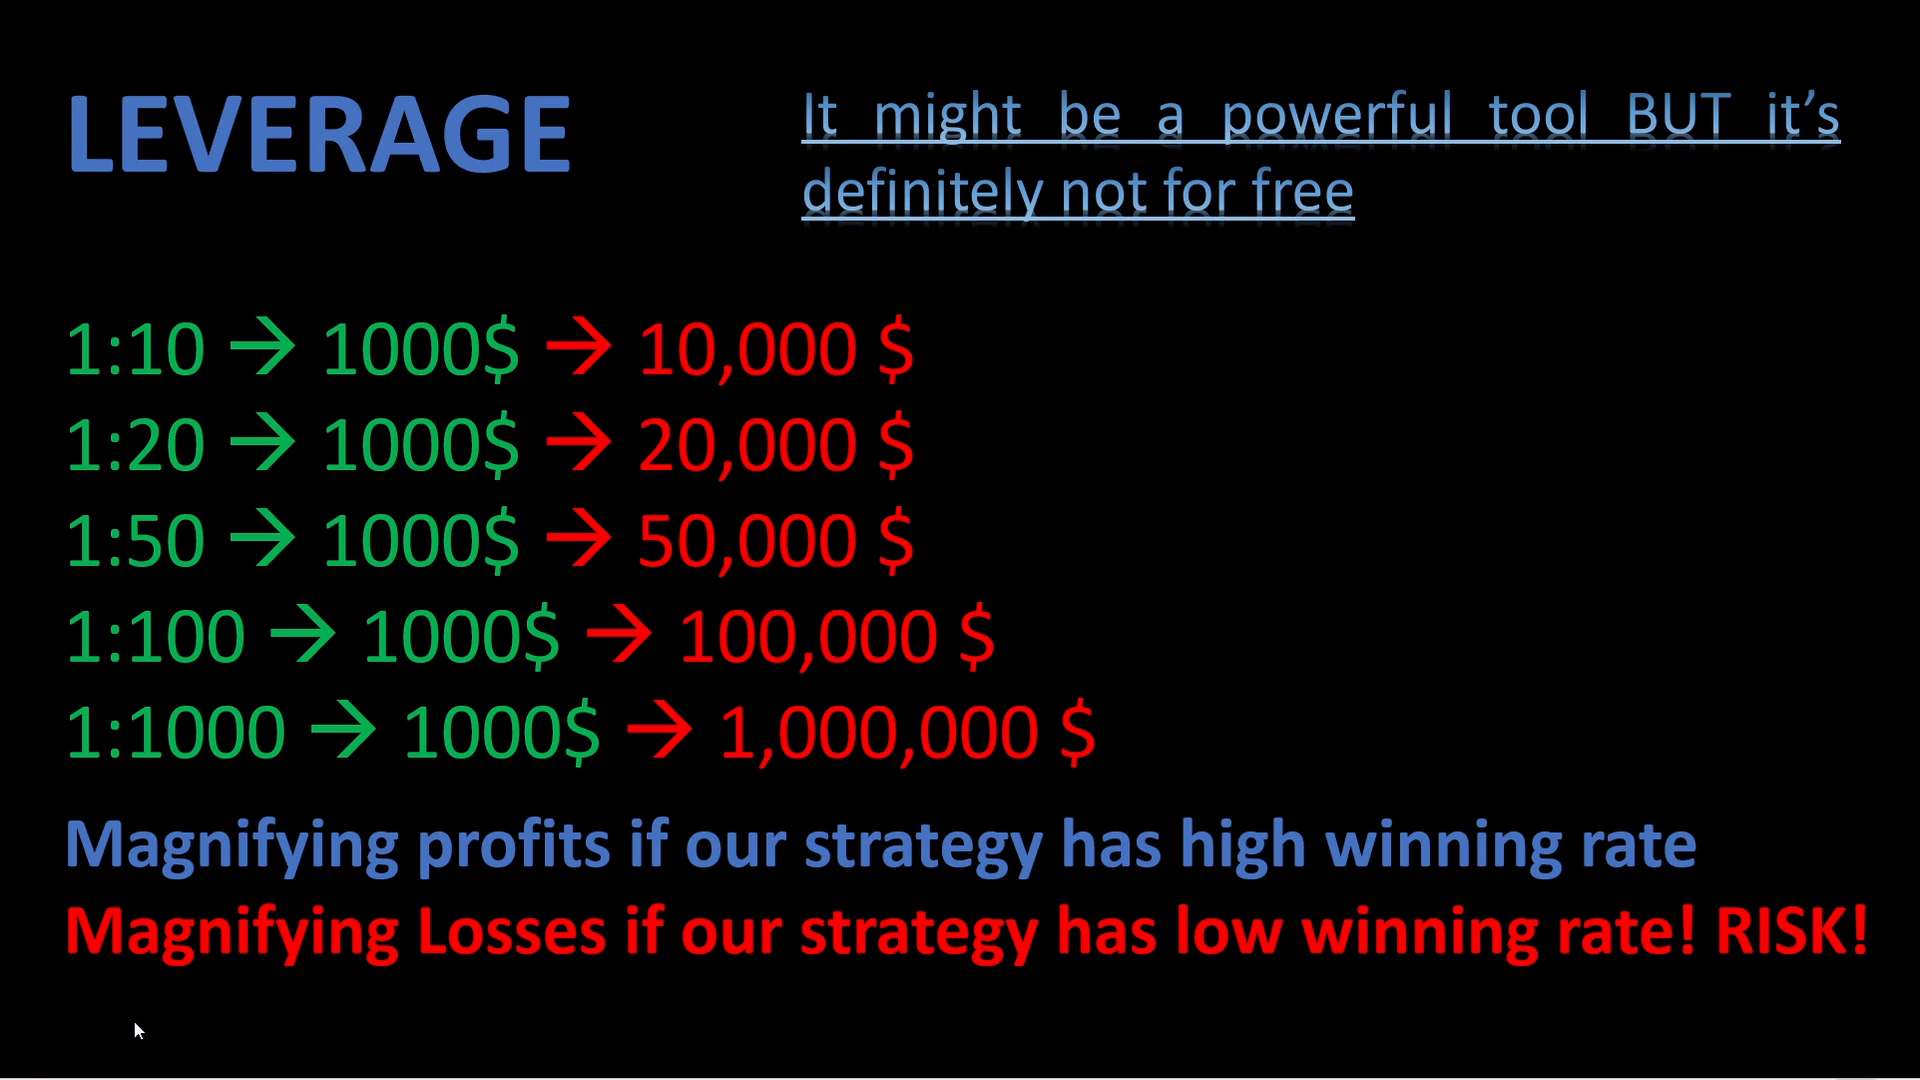 LEVERAGE
It might be a powerful tool BUT it’s
definitely not for free
1:10 → 1000$ → 10,000 $
1:20 → 1000$ → 20,000 $
1:50 → 1000$ → 50,000 $
1:100 → 1000$ → 100,000 $
1:1000 → 1000$ → 1,000,000 $
Magnifying profits if our strategy has high winning rate
Magnifying Losses if our strategy has low winning rate! RISK!